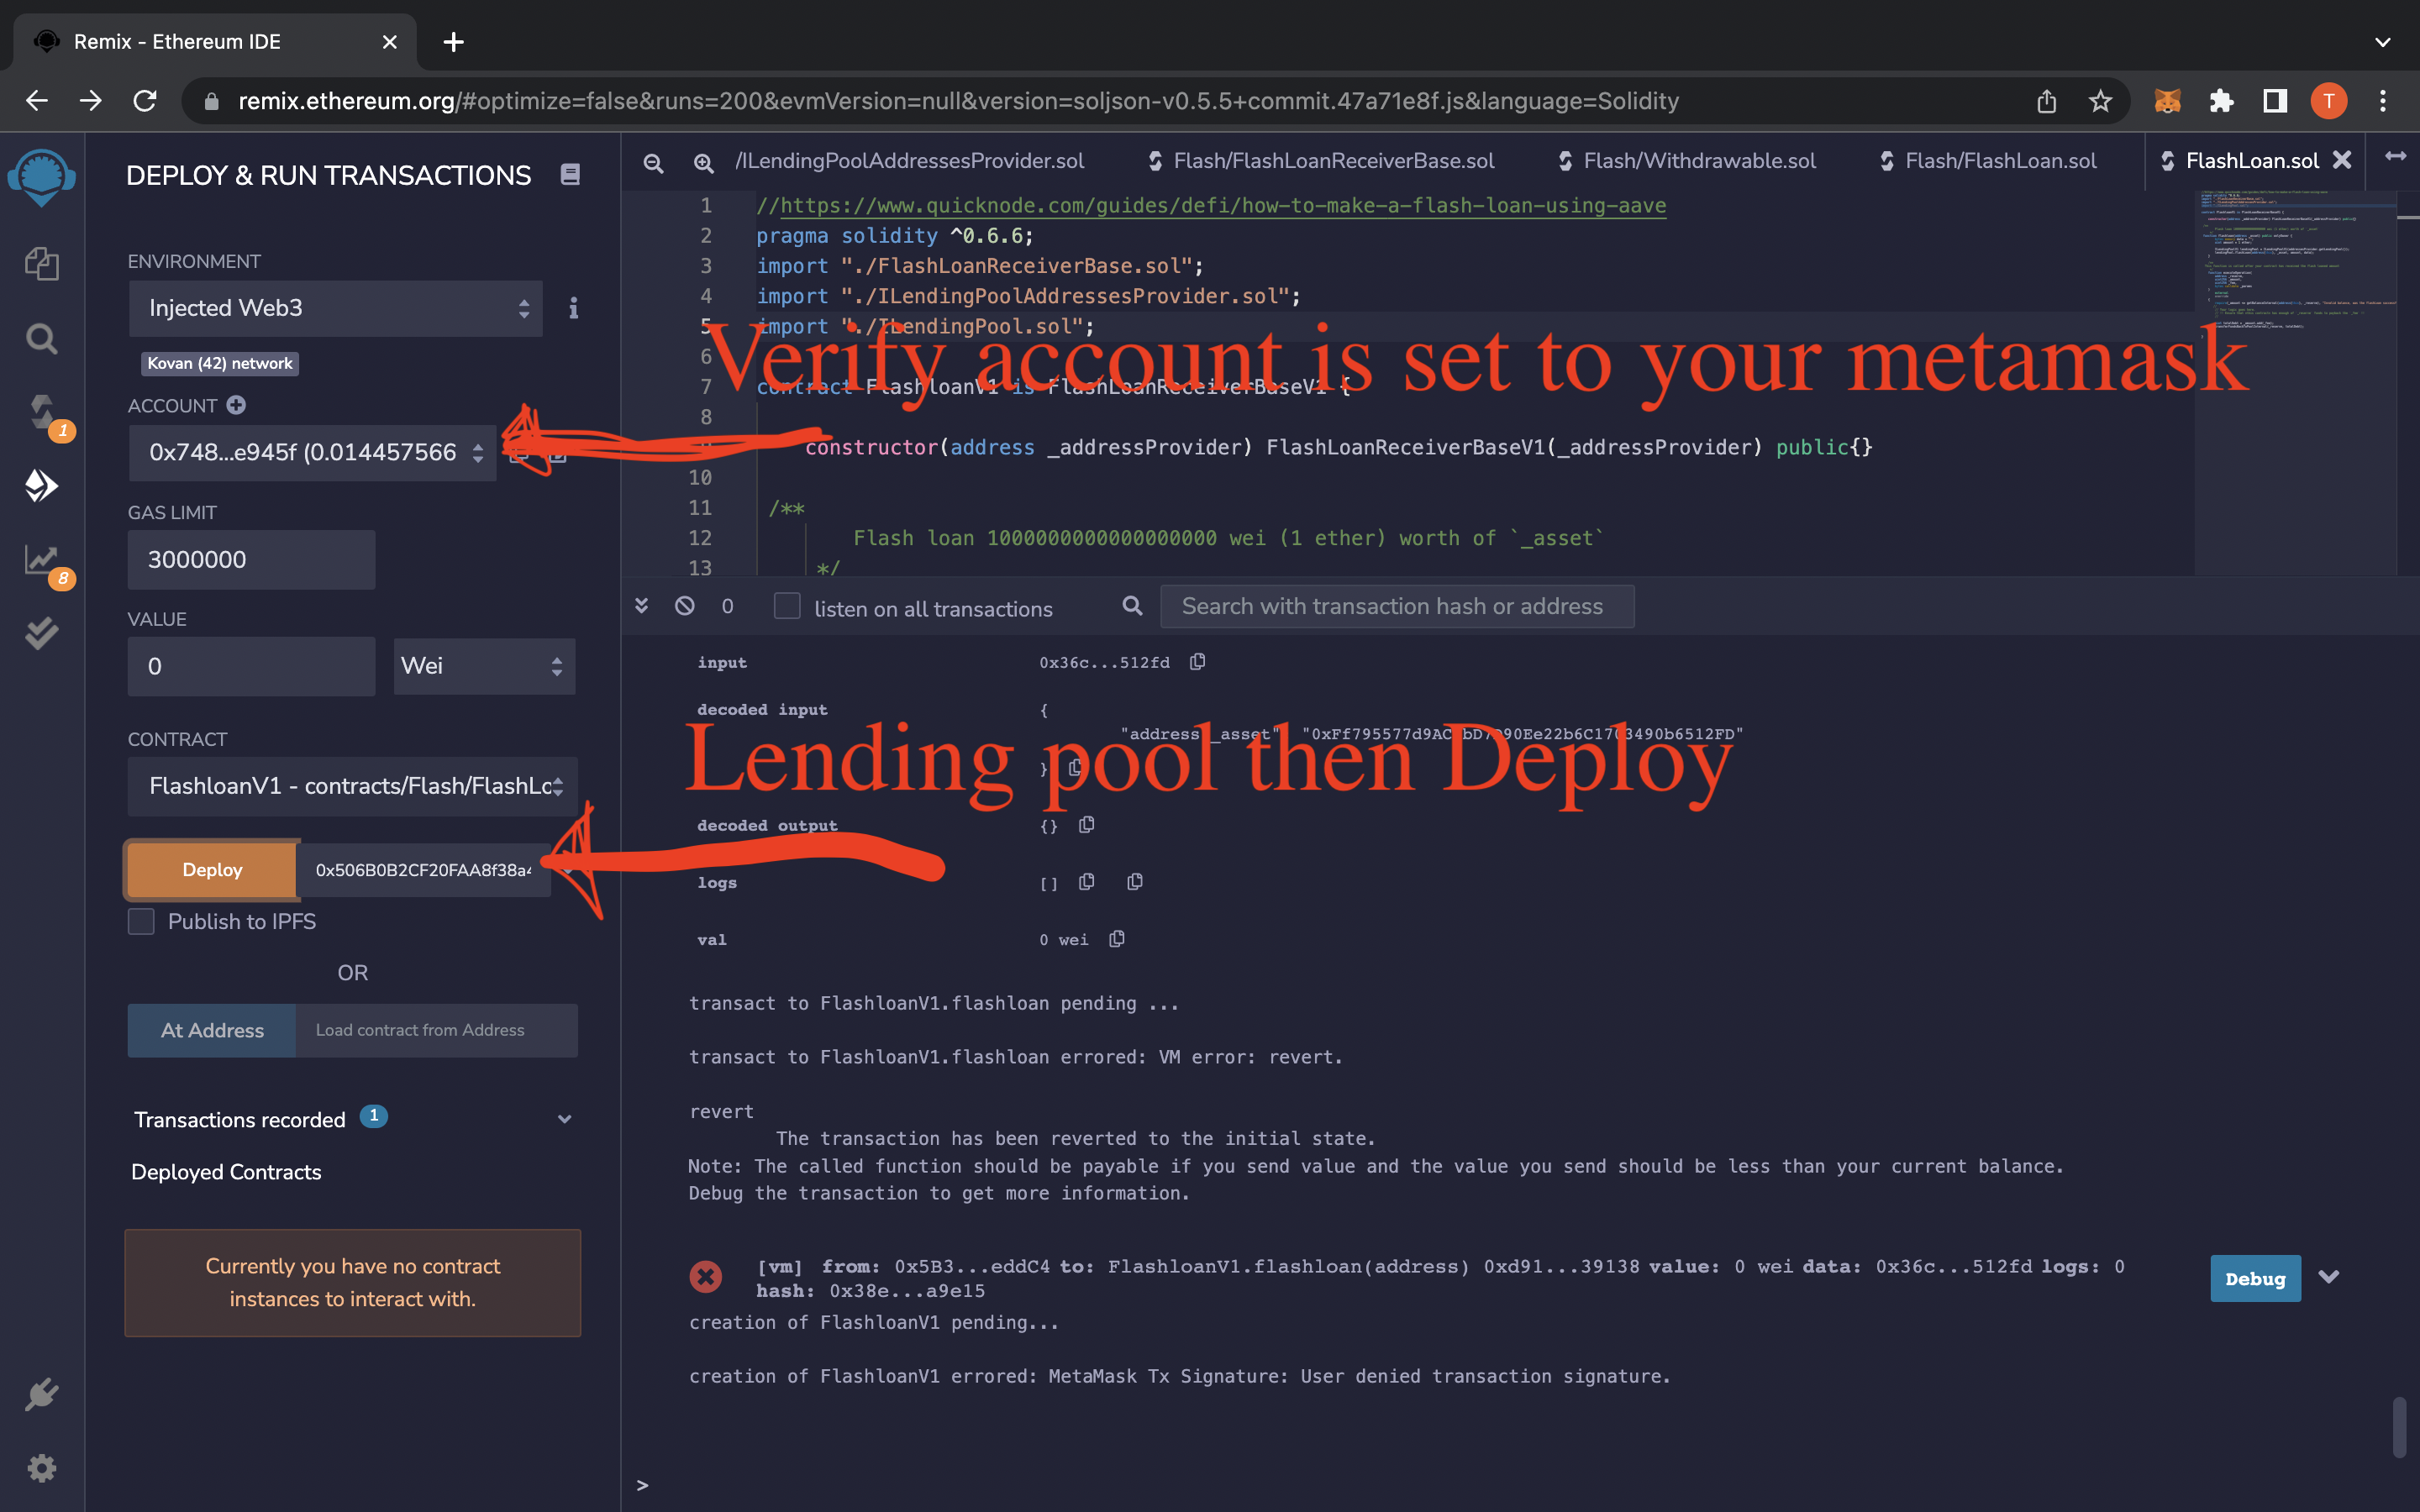 Remix - Ethereum IDE
remix.ethereum.org/#optimize=false&runs=200&evmVersion=null&version=soljson-v0.5.5+commit.47a71e8f.js&language=Solidity
T
DEPLOY & RUN TRANSACTIONS
ENVIRONMENT
Injected Web3
Kovan (42) network
ACCOUNT
0x748...e945f (0.014457566
GAS LIMIT
3000000
VALUE
0
Wei
CONTRACT
FlashloanV1 - contracts/Flash/FlashLo
Deploy
0x506B0B2CF20FAA8f38a4
Publish to IPFS
OR
At Address
Load contract from Address
Transactions recorded 1
Deployed Contracts
Currently you have no contract
instances to interact with.
1
8
/ILendingPoolAddressesProvider.sol
Flash/FlashLoanReceiverBase.sol
Flash/Withdrawable.sol
Flash/FlashLoan.sol
FlashLoan.sol
1 //https://www.quicknode.com/guides/defi/how-to-make-a-flash-loan-using-aave
2 pragma solidity ^0.6.6;
3 import "./FlashLoanReceiverBase.sol";
4 import "./ILendingPoolAddressesProvider.sol";
5 import "./ILendingPool.sol";
6
Verify account is set to your metamask
7 contract FlashloanV1 is FlashLoanReceiverBaseV1 {
8
constructor(address _addressProvider) FlashLoanReceiverBaseV1(_addressProvider) public{}
10
11 /**
12 Flash loan 1000000000000000000 wei (1 ether) worth of `_asset`
13 */
0
listen on all transactions
Search with transaction hash or address
input 0x36c...512fd
decoded input {
"address _asset"
}
Lending pool then Deploy
decoded output {}
logs []
val 0 wei
transact to FlashloanV1.flashloan pending ...
transact to FlashloanV1.flashloan errored: VM error: revert.
revert
The transaction has been reverted to the initial state.
Note: The called function should be payable if you send value and the value you send should be less than your current balance.
Debug the transaction to get more information.
[vm] from: 0x5B3...eddC4 to: FlashloanV1.flashloan(address) 0xd91...39138 value: 0 wei data: 0x36c...512fd logs: 0
hash: 0x38e...a9e15
Debug
creation of FlashloanV1 pending...
creation of FlashloanV1 errored: MetaMask Tx Signature: User denied transaction signature.
>